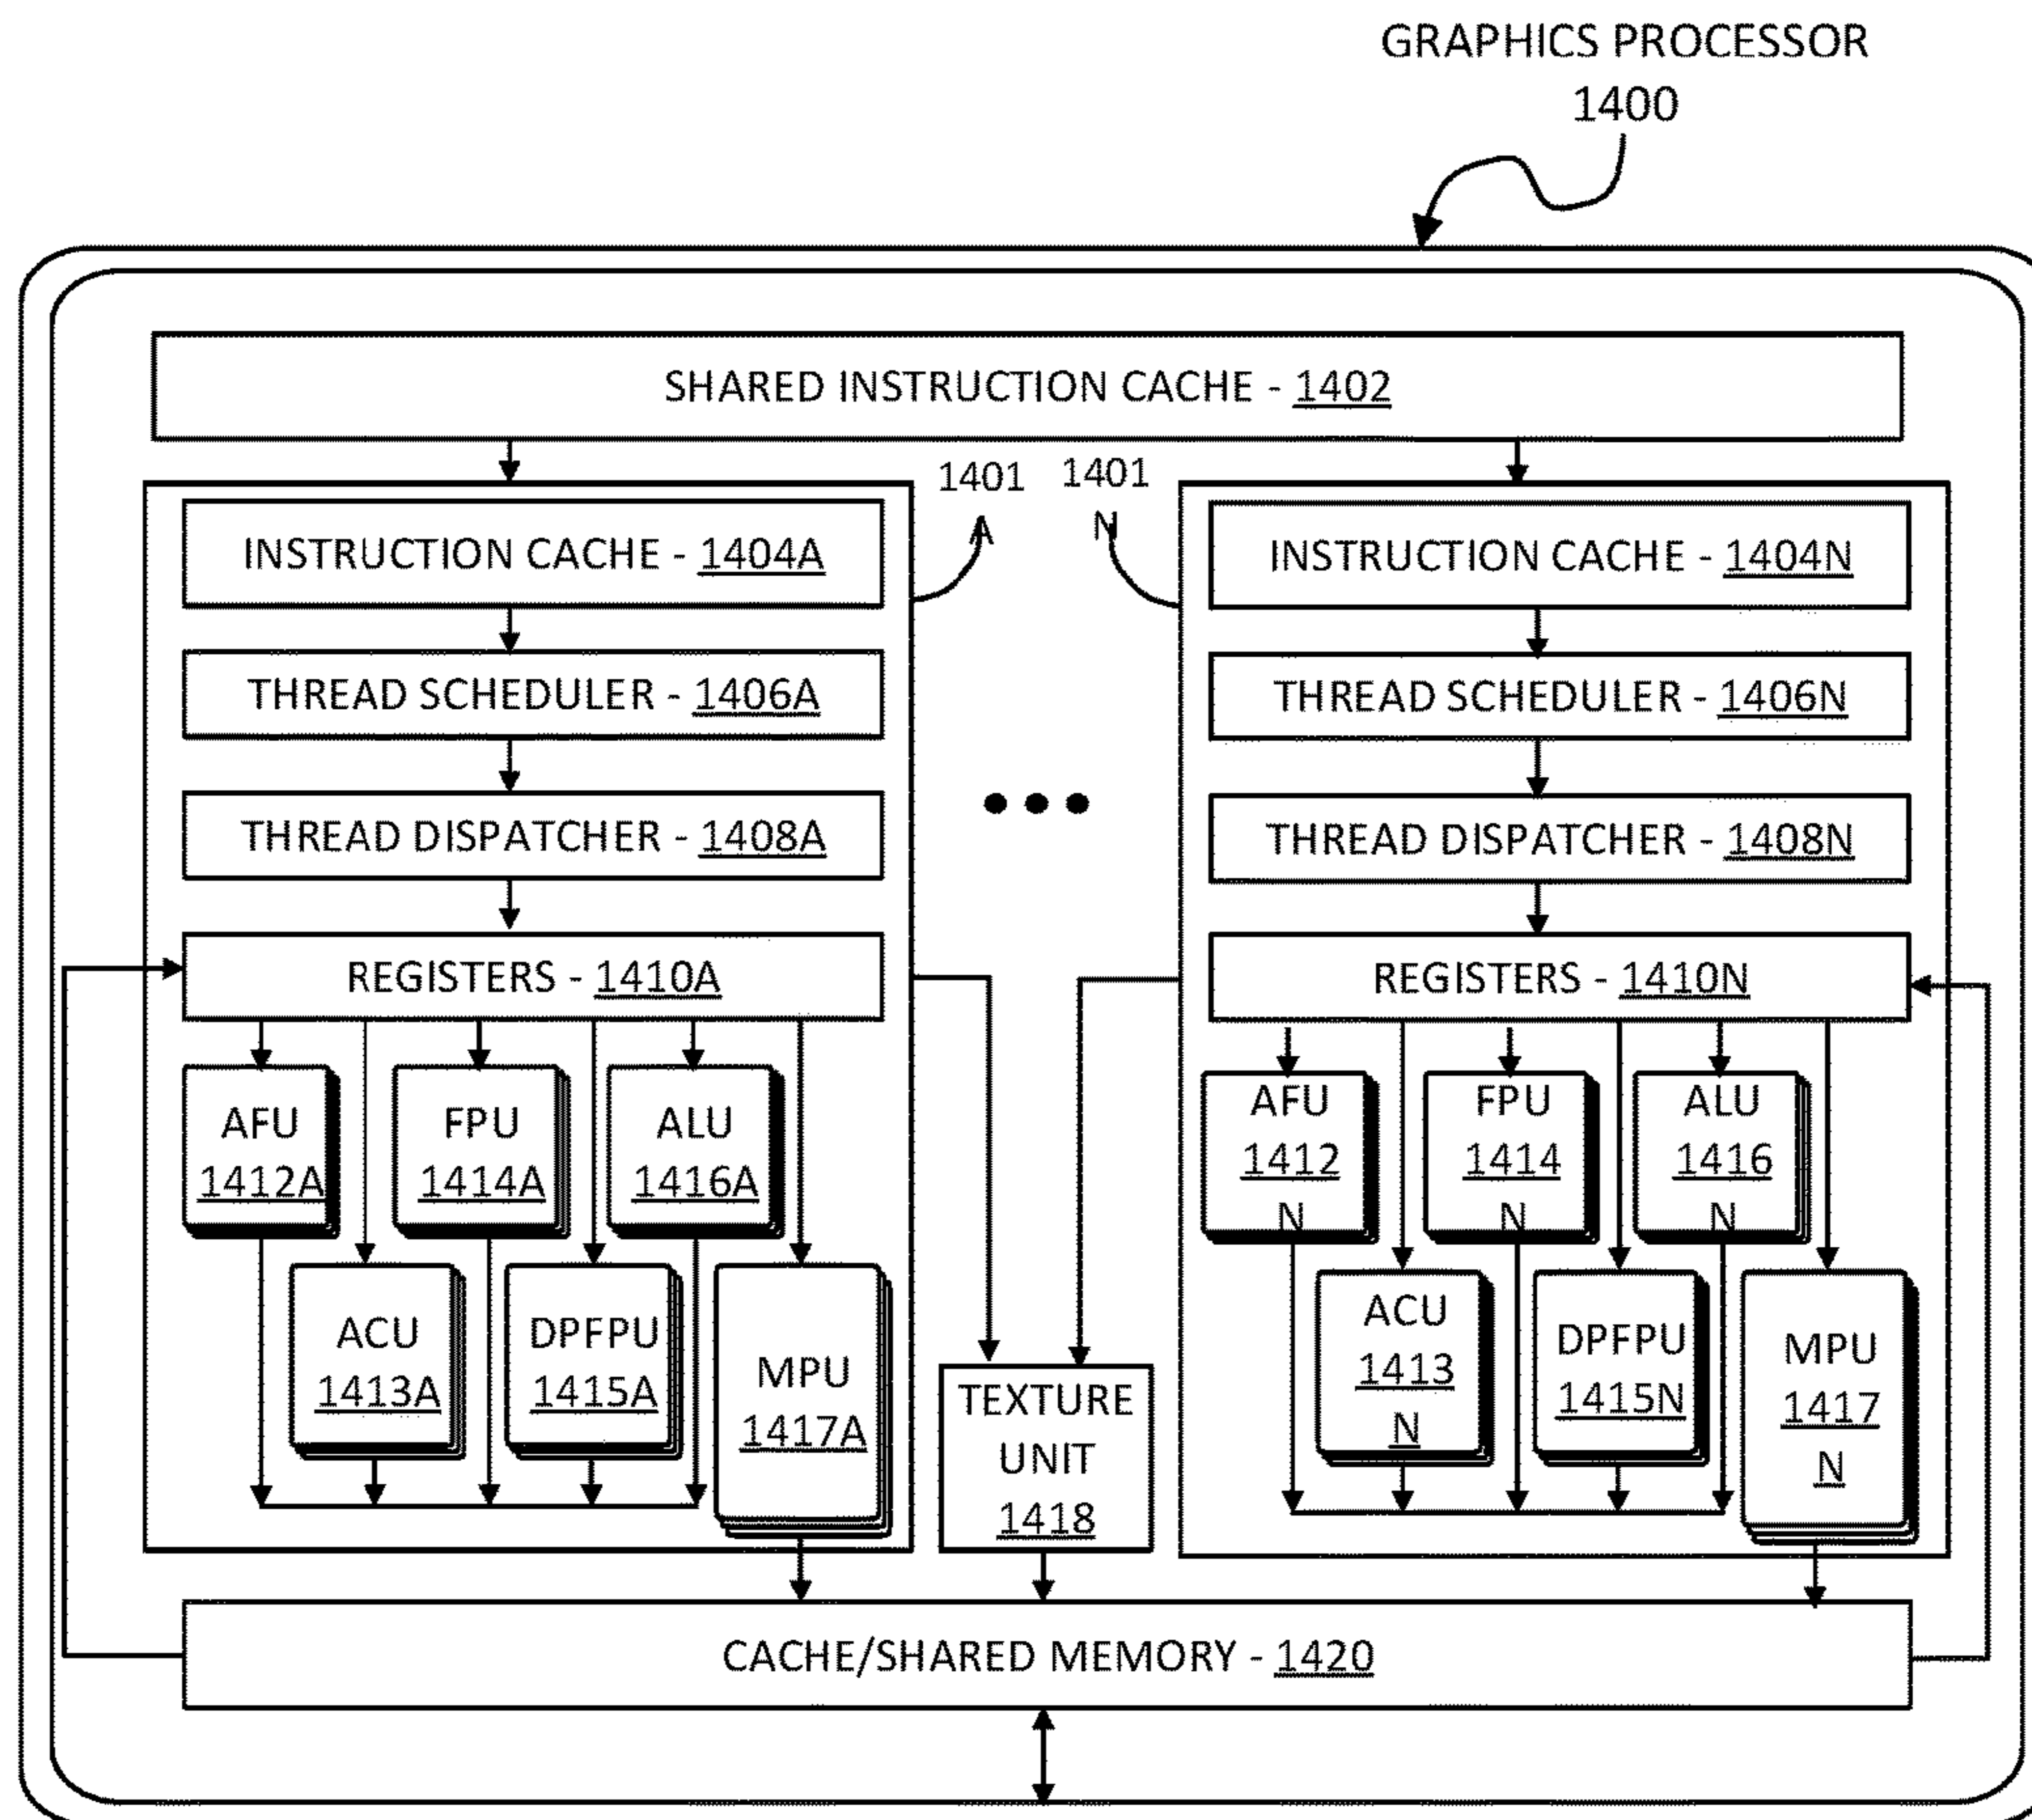 GRAPHICS PROCESSOR
1400
SHARED INSTRUCTION CACHE - 1402
1401
A
1401
N
INSTRUCTION CACHE - 1404A
THREAD SCHEDULER - 1406A
THREAD DISPATCHER - 1408A
REGISTERS - 1410A
AFU
1412A
FPU
1414A
ALU
1416A
ACU
1413A
DPFPU
1415A
MPU
1417A
INSTRUCTION CACHE - 1404N
THREAD SCHEDULER - 1406N
THREAD DISPATCHER - 1408N
REGISTERS - 1410N
AFU
1412
N
FPU
1414
N
ALU
1416
N
ACU
1413
N
DPFPU
1415N
MPU
1417
N
TEXTURE
UNIT
1418
CACHE/SHARED MEMORY - 1420